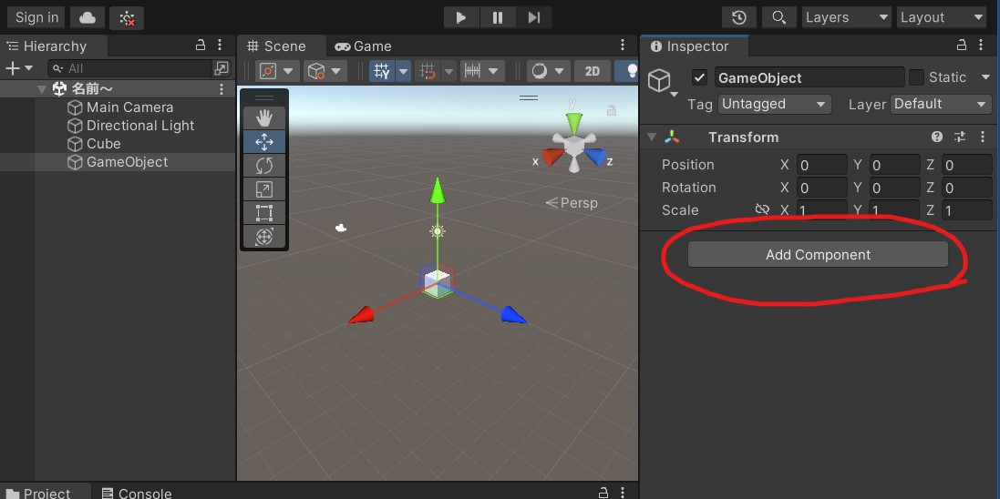 Sign in
Layers
Layout
Hierarchy
All
名前～
Main Camera
Directional Light
Cube
GameObject
Scene
Game
2D
y
x
z
Persp
Inspector
GameObject
Static
Tag Untagged Layer Default
Transform
Position X 0 Y 0 Z 0
Rotation X 0 Y 0 Z 0
Scale X 1 Y 1 Z 1
Add Component
Project
Console